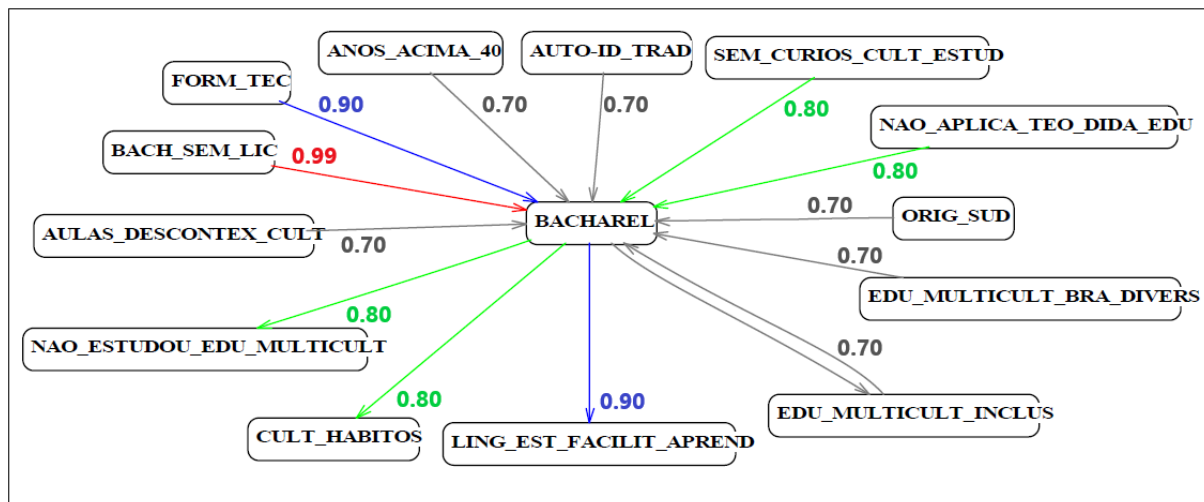 ANOS_ACIMA_40
AUTO-ID_TRAD
SEM_CURIOS_CULT_ESTUD
FORM_TEC
0.90
0.70
0.70
0.80
NAO_APLICA_TEO_DIDA_EDU
BACH_SEM_LIC
0.99
0.80
BACHAREL
0.70
ORIG_SUD
AULAS_DESCONTEX_CULT
0.70
0.70
EDU_MULTICULT_BRA_DIVERS
NAO_ESTUDOU_EDU_MULTICULT
0.80
0.70
0.80
0.90
EDU_MULTICULT_INCLUS
CULT_HABITOS
LING_EST_FACILIT_APREND